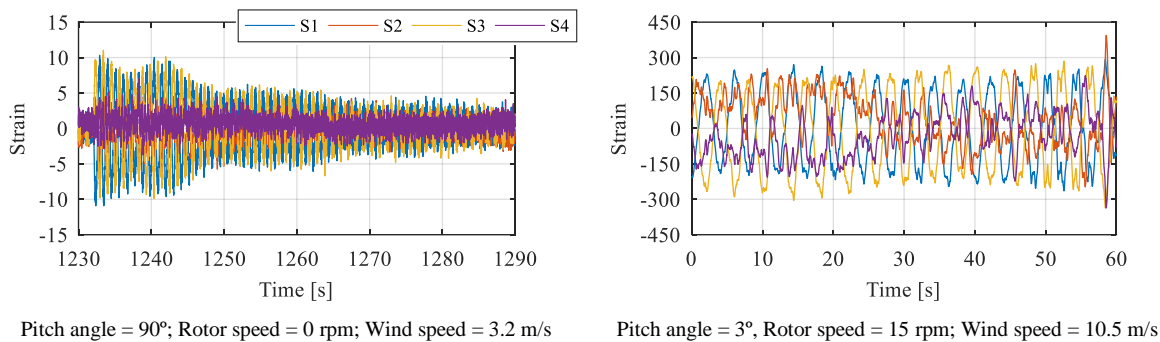 S1 S2 S3 S4
15
10
5
0
-5
-10
-15
Strain
1230 1240 1250 1260 1270 1280 1290
Time [s]
Pitch angle = 90º; Rotor speed = 0 rpm; Wind speed = 3.2 m/s
450
300
150
0
-150
-300
-450
Strain
0 10 20 30 40 50 60
Time [s]
Pitch angle = 3º, Rotor speed = 15 rpm; Wind speed = 10.5 m/s